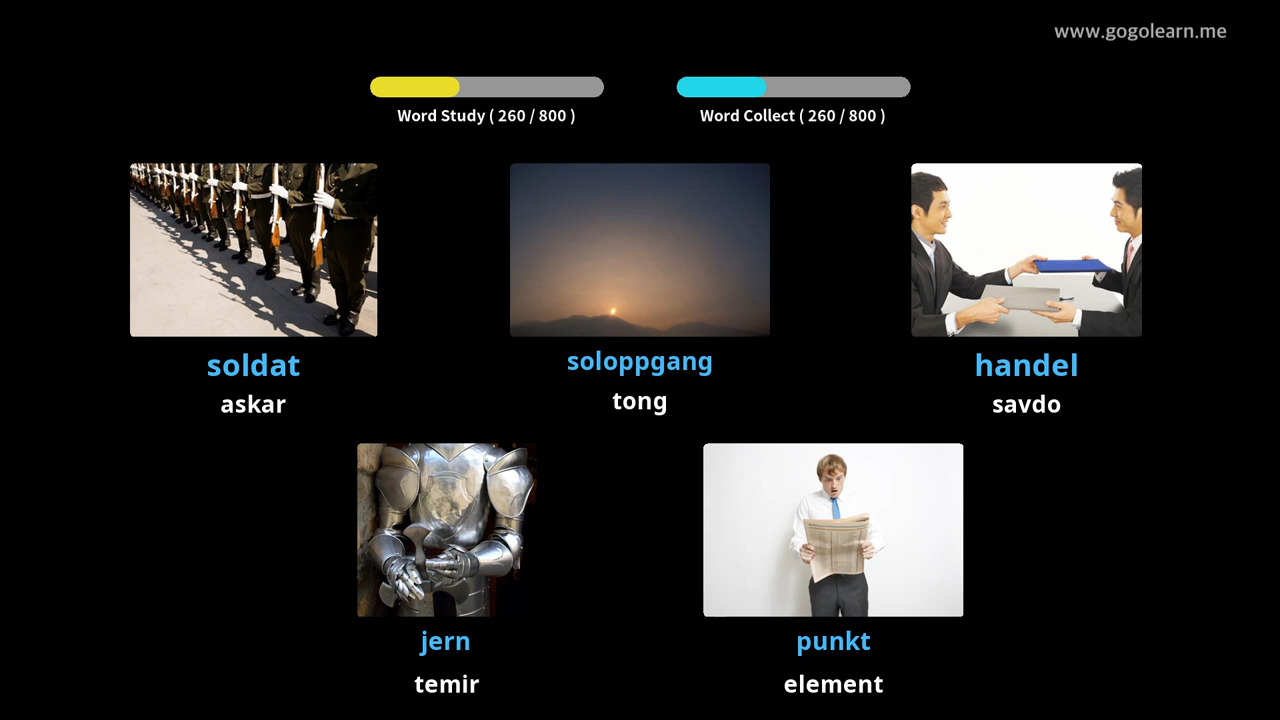 www.gogolearn.me
Word Study ( 260 / 800 )
Word Collect ( 260 / 800 )
soldat
askar
soloppgang
tong
handel
savdo
jern
temir
punkt
element